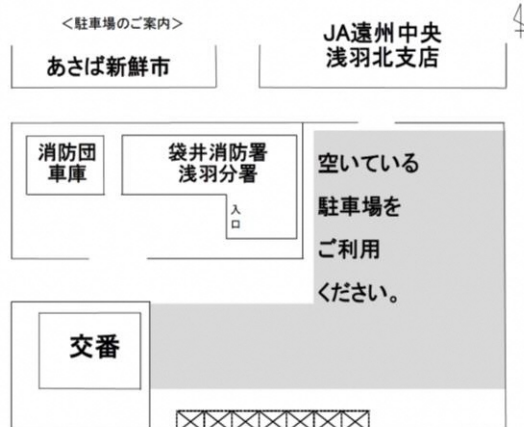 ＜駐車場のご案内＞
あさば新鮮市
JA遠州中央
浅羽北支店
消防団
車庫
袋井消防署
浅羽分署
入口
空いている
駐車場を
ご利用
ください。
交番